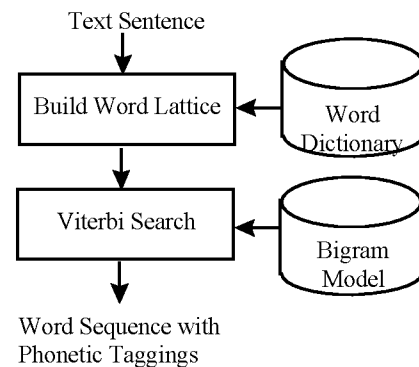 Text Sentence
Build Word Lattice
Word
Dictionary
Viterbi Search
Bigram
Model
Word Sequence with
Phonetic Taggings